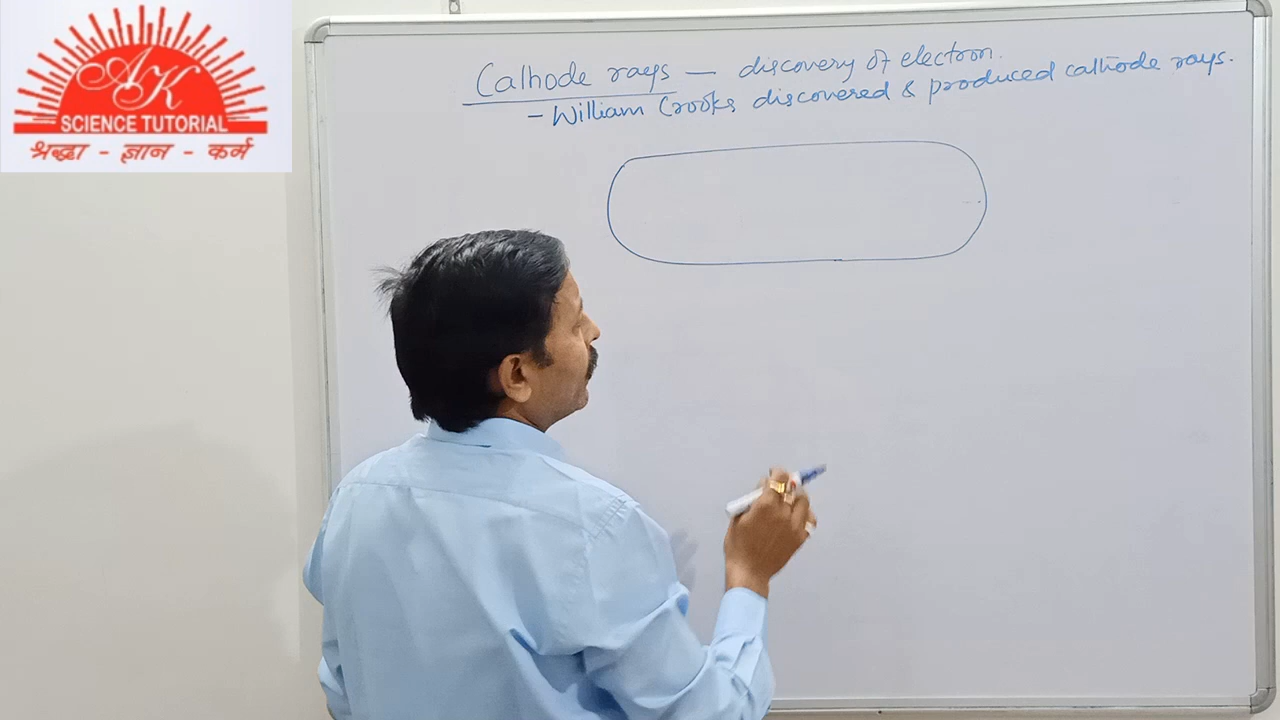 AK
SCIENCE TUTORIAL
श्रद्धा - ज्ञान - कर्म
Cathode rays — discovery of electron.
- William Crooks discovered & produced cathode rays.